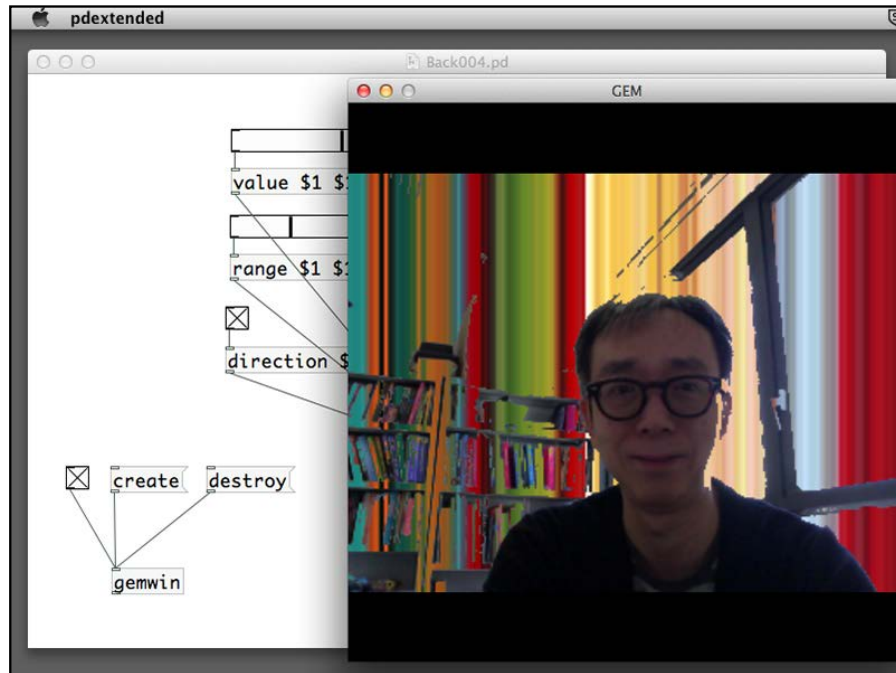 pdextended
Back004.pd
GEM
value $1 $1
range $1 $1
direction $
create
destroy
gemwin